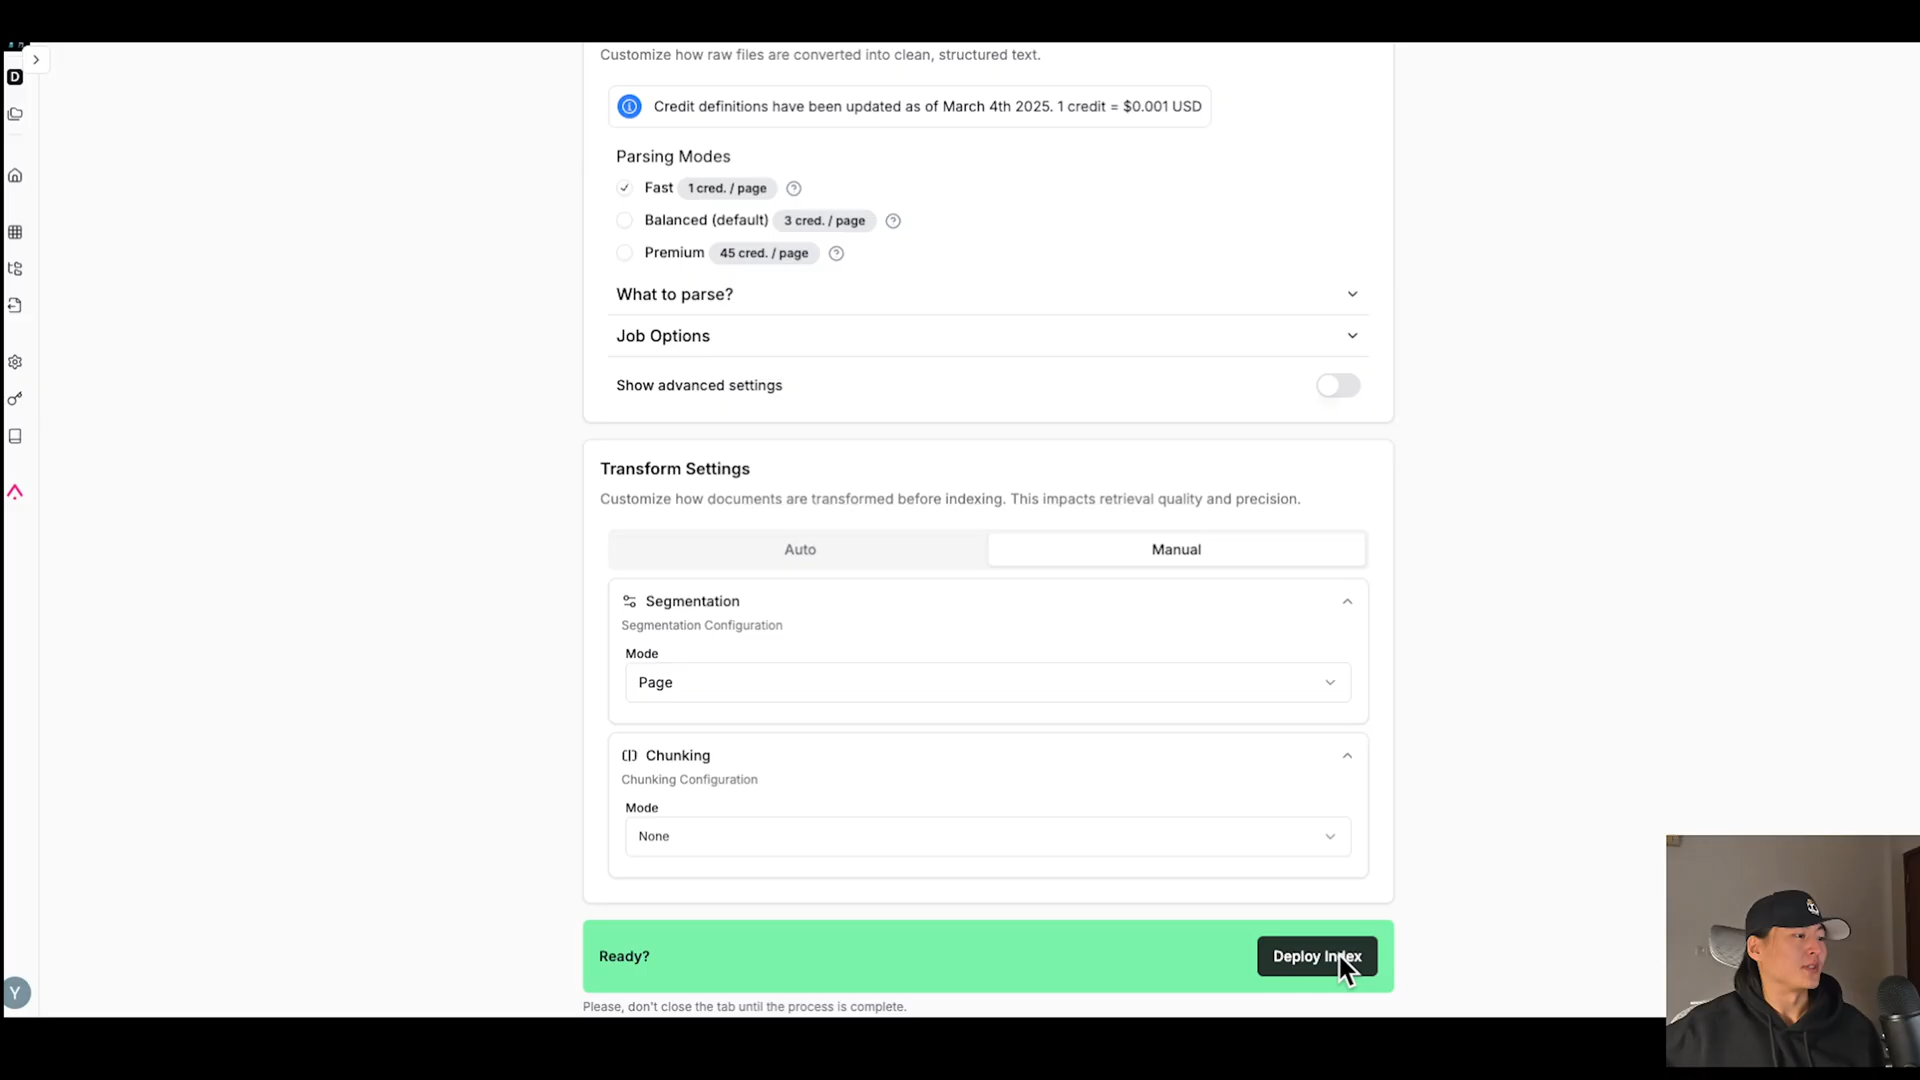 D
Customize how raw files are converted into clean, structured text.
Credit definitions have been updated as of March 4th 2025. 1 credit = $0.001 USD
Parsing Modes
Fast 1 cred. / page
Balanced (default) 3 cred. / page
Premium 45 cred. / page
What to parse?
Job Options
Show advanced settings
Transform Settings
Customize how documents are transformed before indexing. This impacts retrieval quality and precision.
Auto Manual
Segmentation
Segmentation Configuration
Mode
Page
Chunking
Chunking Configuration
Mode
None
Ready? Deploy Index
Y
Please, don't close the tab until the process is complete.